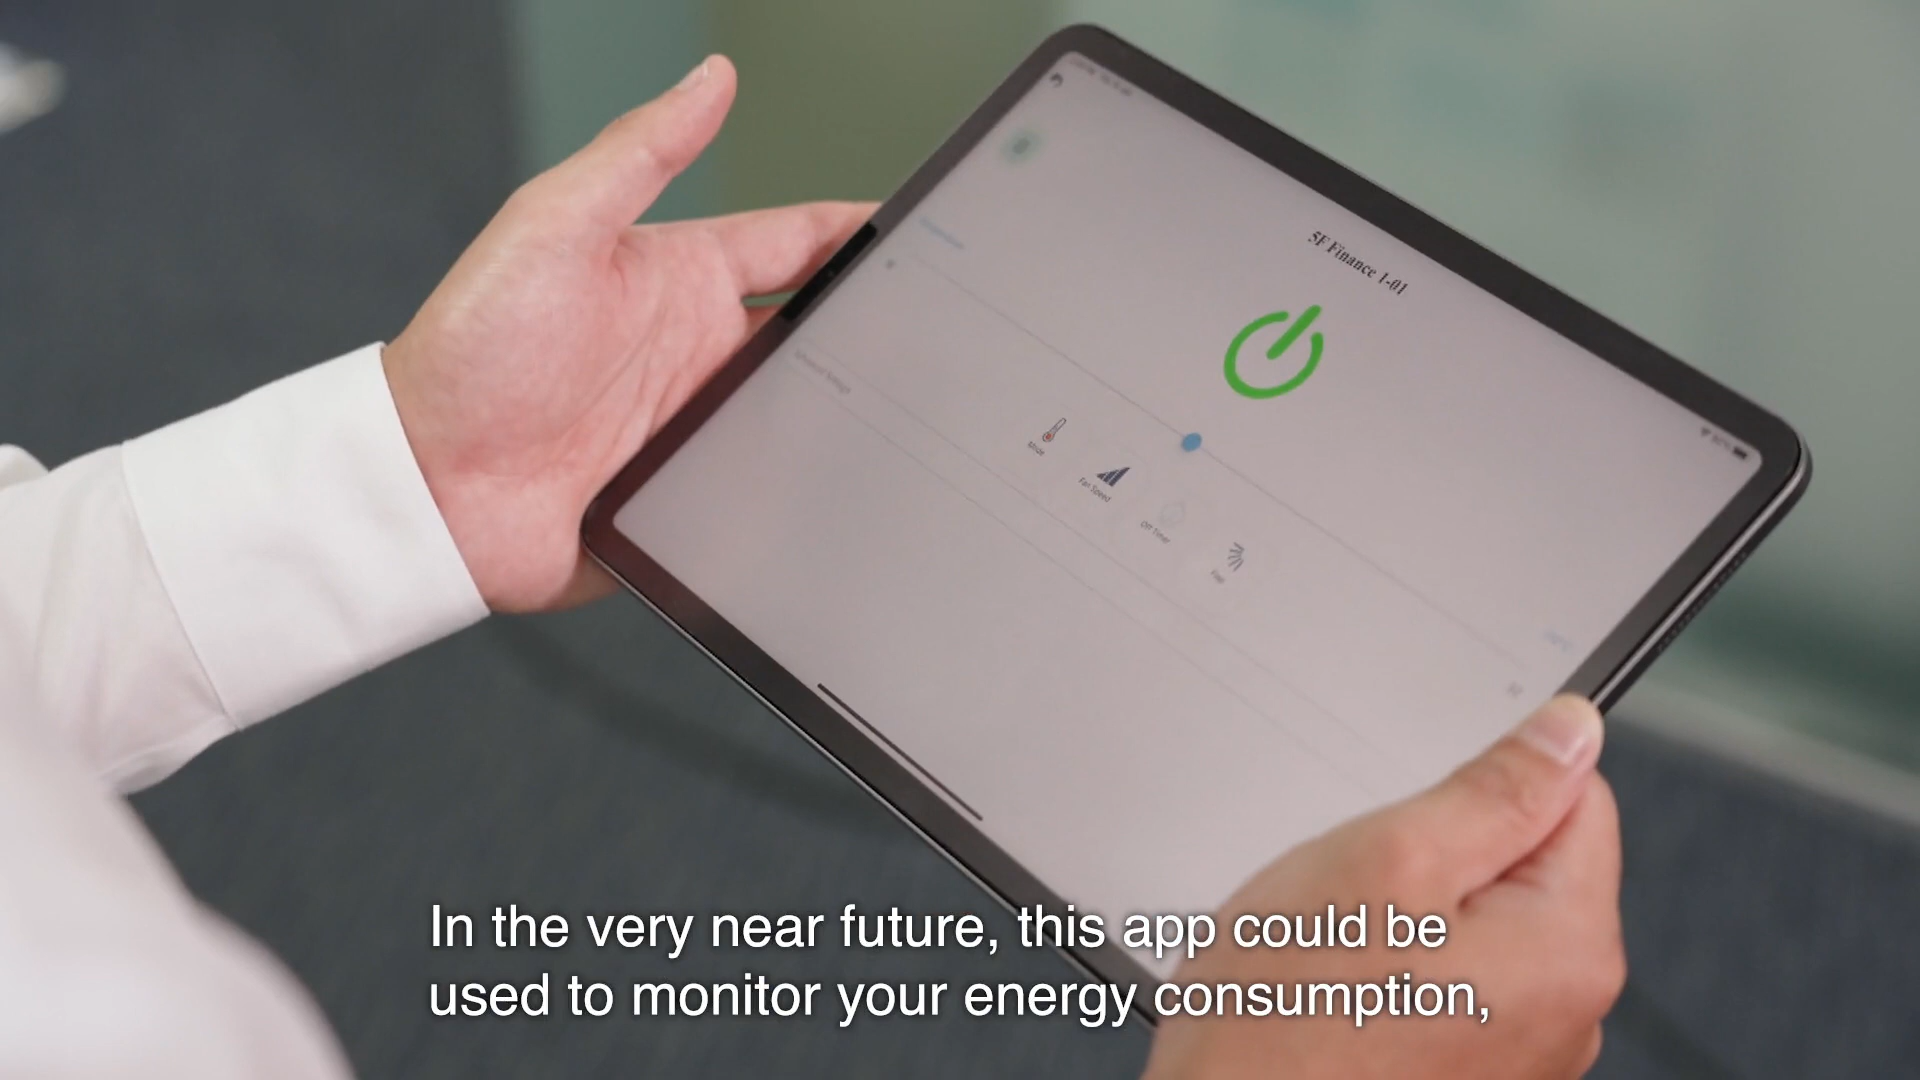 5F Finance 1-01
Mode
Fan Speed
Off Timer
Flap
In the very near future, this app could be
used to monitor your energy consumption,